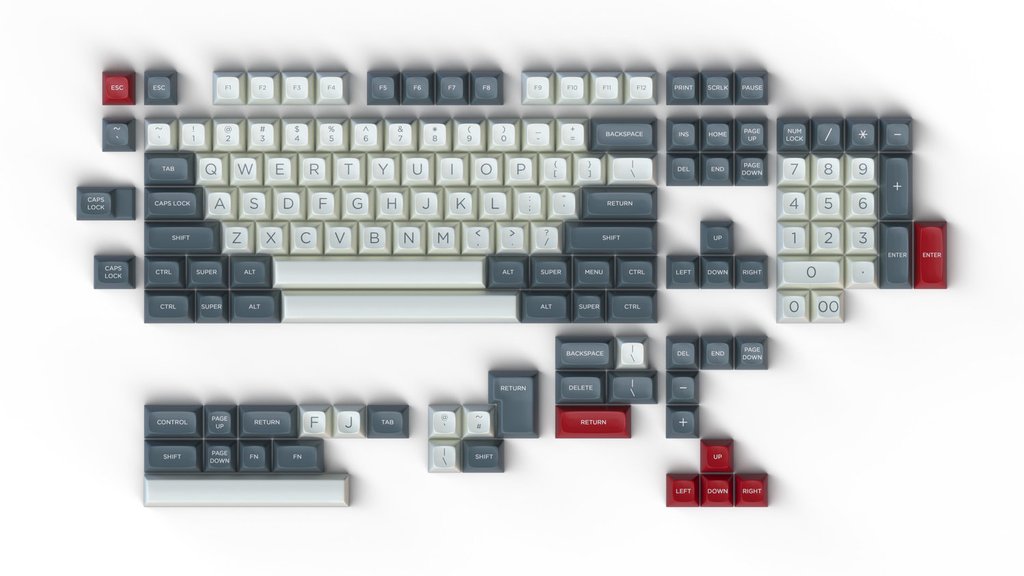 ESC ESC F1 F2 F3 F4 F5 F6 F7 F8 F9 F10 F11 F12 PRINT SCRLK PAUSE
~ ` ~ ` ! 1 @ 2 # 3 $ 4 % 5 ^ 6 & 7 * 8 ( 9 ) 0 _ - + = BACKSPACE INS HOME PAGE UP NUM LOCK / * −
TAB Q W E R T Y U I O P { [ } ] | \ DEL END PAGE DOWN 7 8 9 +
CAPS LOCK CAPS LOCK A S D F G H J K L : ; " ' RETURN 4 5 6
SHIFT Z X C V B N M < , > . ? / SHIFT UP 1 2 3 ENTER ENTER
CAPS LOCK CTRL SUPER ALT ALT SUPER MENU CTRL LEFT DOWN RIGHT 0 .
CTRL SUPER ALT ALT SUPER CTRL 0 00
BACKSPACE | \ DEL END PAGE DOWN
RETURN DELETE | \ −
CONTROL PAGE UP RETURN F J TAB @ ' ~ # RETURN +
SHIFT PAGE DOWN FN FN | \ SHIFT UP
LEFT DOWN RIGHT